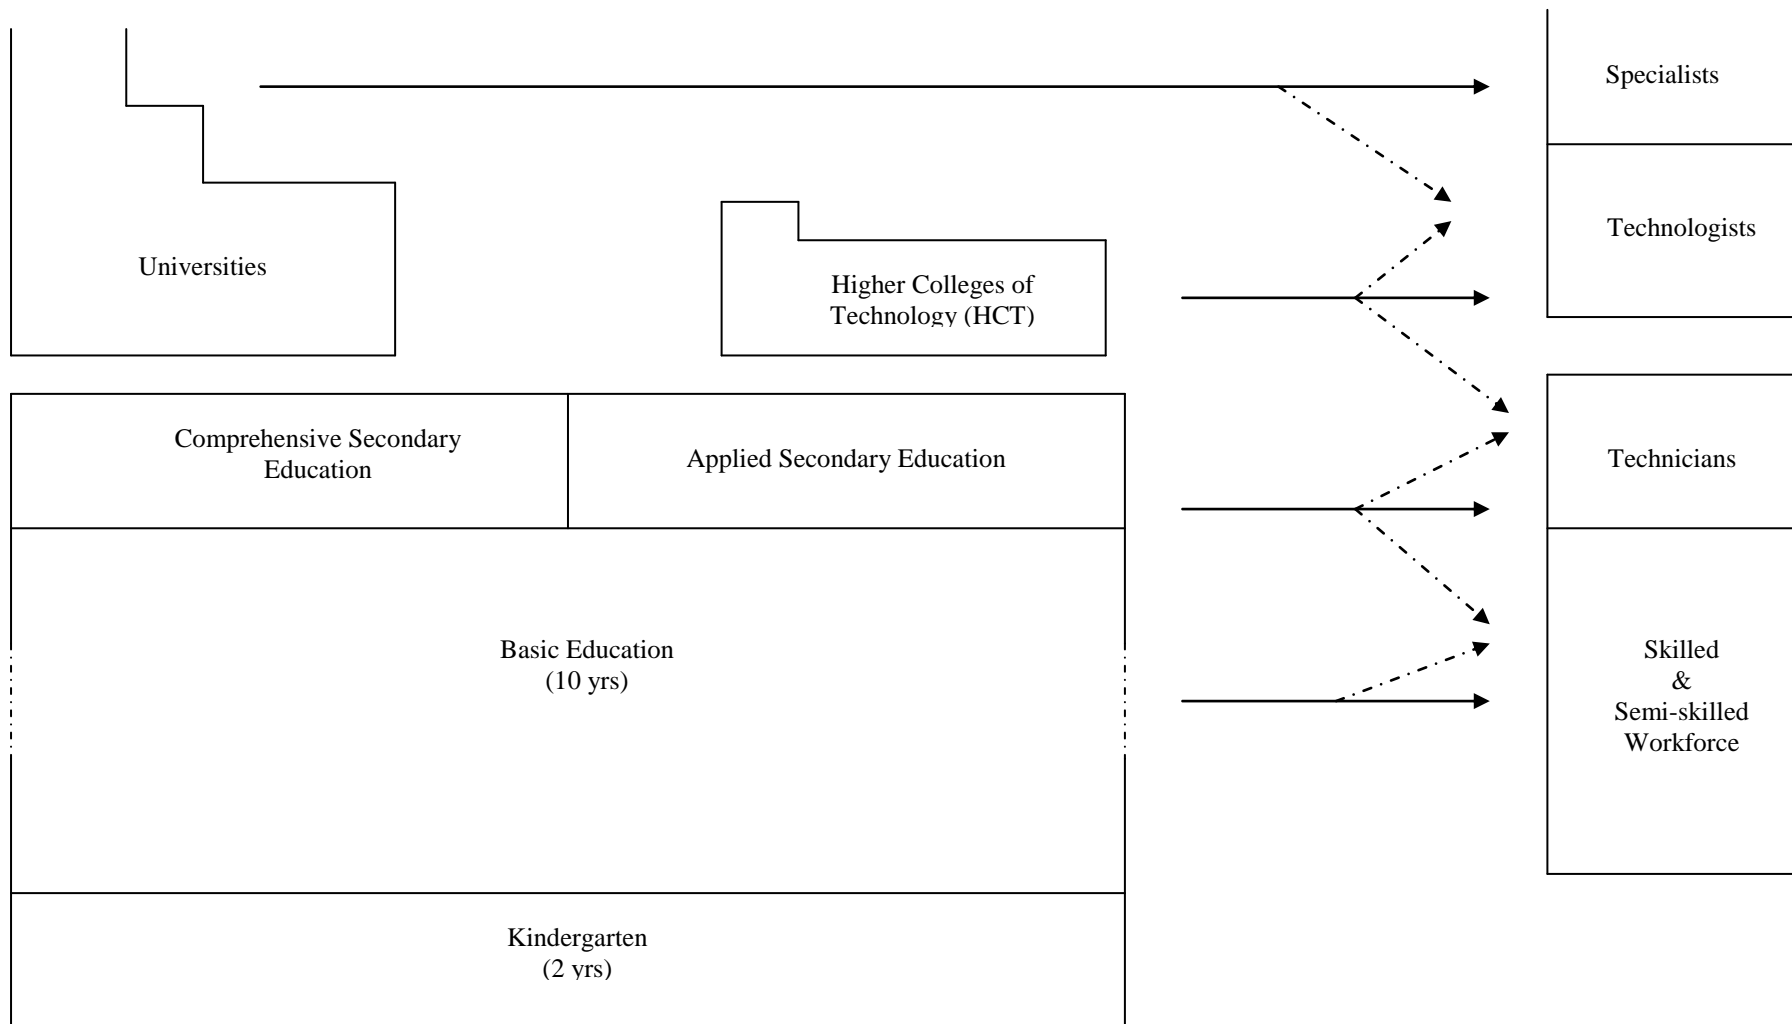 Specialists
Technologists
Universities
Higher Colleges of
Technology (HCT)
Comprehensive Secondary
Education
Applied Secondary Education
Technicians
Basic Education
(10 yrs)
Skilled
&
Semi-skilled
Workforce
Kindergarten
(2 yrs)